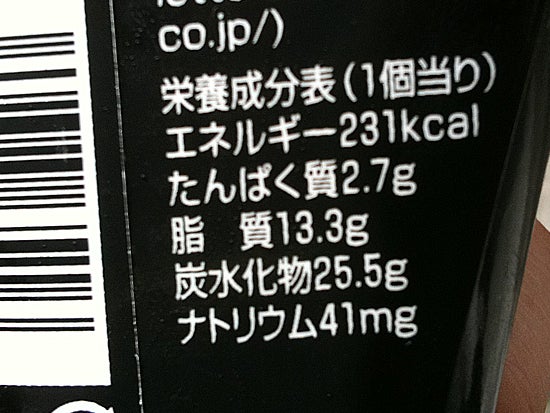 co.jp/)
栄養成分表(1個当り)
エネルギー231kcal
たんぱく質2.7g
脂 質13.3g
炭水化物25.5g
ナトリウム41mg